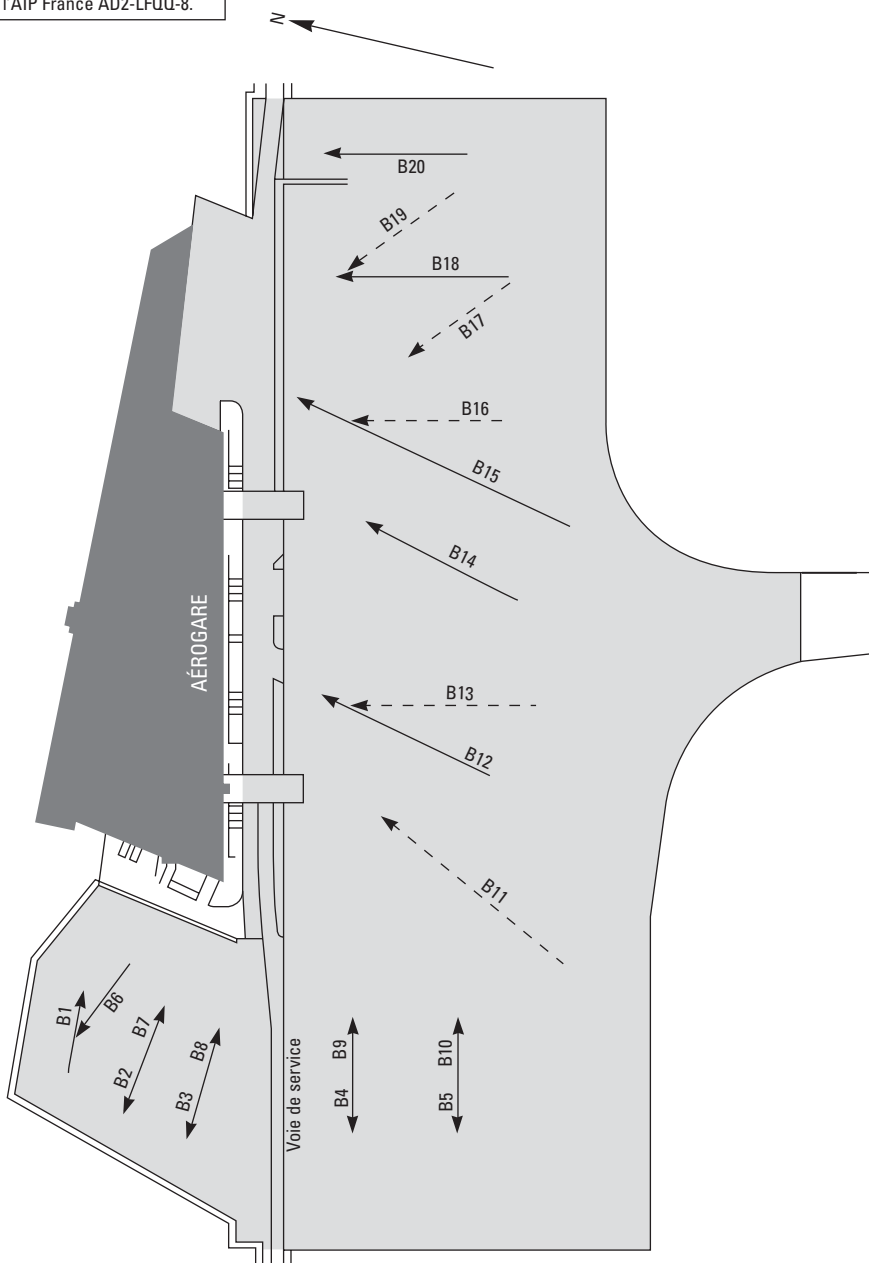 l'AIP France AD2-LFQQ-8.
N
B20
B19
B18
B17
B16
B15
B14
AÉROGARE
B13
B12
B11
B1
B6
B7
B2
B8
B3
Voie de service
B9
B4
B10
B5